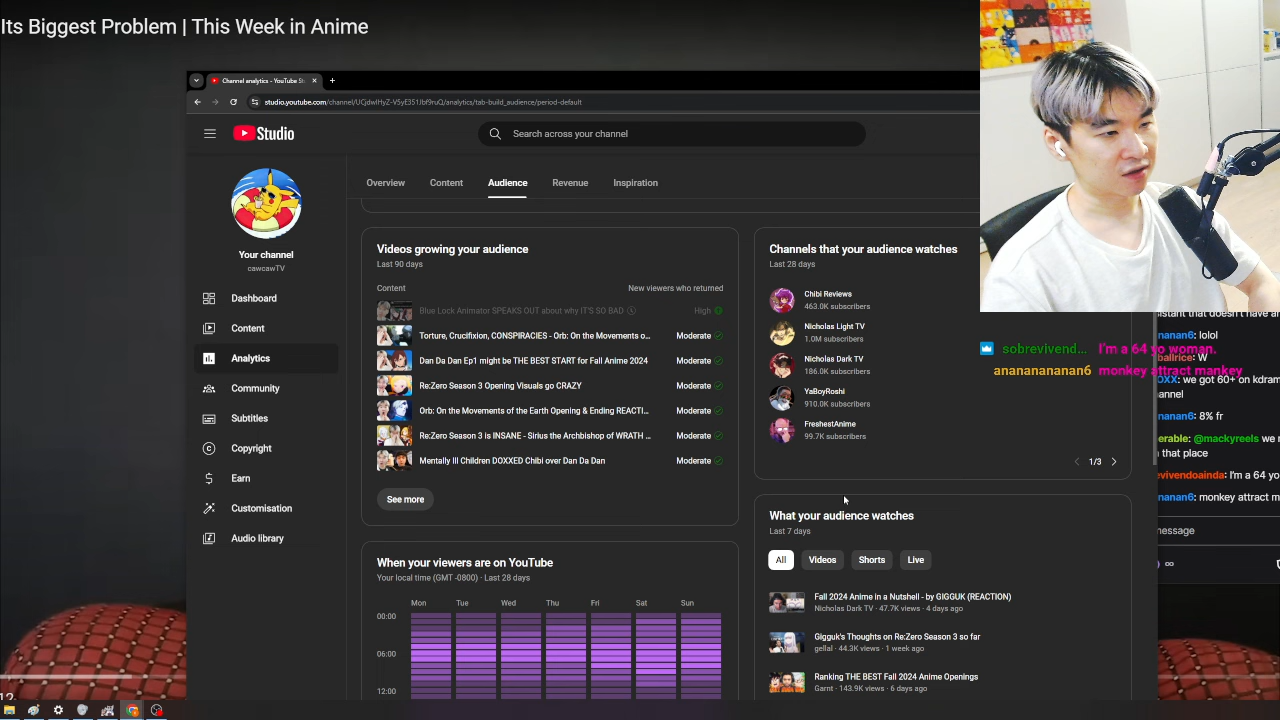 Its Biggest Problem | This Week in Anime
Channel analytics - YouTube St
studio.youtube.com/channel/UCjdwIHyZ-V5yE351Jbf9ruQ/analytics/tab-build_audience/period-default
Studio
Search across your channel
Your channel
cawcawTV
Dashboard
Content
Analytics
Community
Subtitles
Copyright
Earn
Customisation
Audio library
Overview
Content
Audience
Revenue
Inspiration
Videos growing your audience
Last 90 days
Content
New viewers who returned
Blue Lock Animator SPEAKS OUT about why IT'S SO BAD
High
Torture, Crucifixion, CONSPIRACIES - Orb: On the Movements o...
Moderate
Dan Da Dan Ep1 might be THE BEST START for Fall Anime 2024
Moderate
Re:Zero Season 3 Opening Visuals go CRAZY
Moderate
Orb: On the Movements of the Earth Opening & Ending REACTI...
Moderate
Re:Zero Season 3 is INSANE - Sirius the Archbishop of WRATH ...
Moderate
Mentally Ill Children DOXXED Chibi over Dan Da Dan
Moderate
See more
When your viewers are on YouTube
Your local time (GMT -0800) · Last 28 days
Mon Tue Wed Thu Fri Sat Sun
00:00
06:00
12:00
Channels that your audience watches
Last 28 days
Chibi Reviews
463.0K subscribers
Nicholas Light TV
1.0M subscribers
Nicholas Dark TV
186.0K subscribers
YaBoyRoshi
910.0K subscribers
FreshestAnime
99.7K subscribers
1/3
What your audience watches
Last 7 days
All
Videos
Shorts
Live
Fall 2024 Anime in a Nutshell - by GIGGUK (REACTION)
Nicholas Dark TV · 47.7K views · 4 days ago
Gigguk's Thoughts on Re:Zero Season 3 so far
gellal · 44.3K views · 1 week ago
Ranking THE BEST Fall 2024 Anime Openings
Garnt · 143.9K views · 6 days ago
sobrevivend... I'm a 64 yo woman.
ananananan6 monkey attract mankey
istant that doesn't have ar
nanan6: lolol
ballrice: W
OXX: we got 60+ on kdram
annel
nanan6: 8% fr
erable: @mackyreels we n
that place
evivendoainda: I'm a 64 yo
nanan6: monkey attract m
essage
12